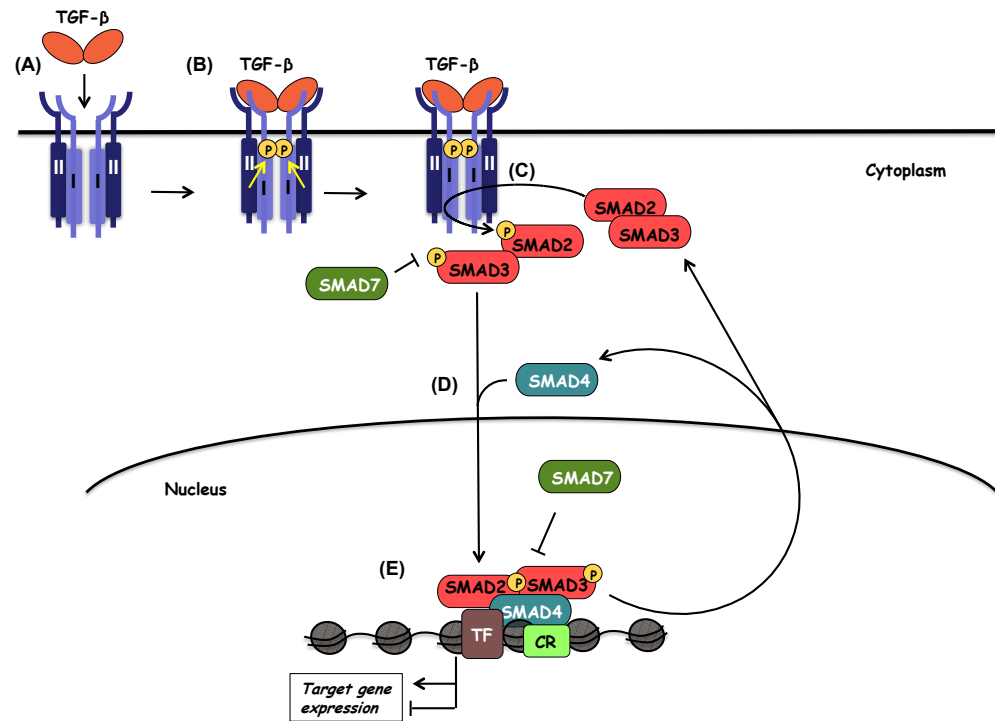 TGF-β
(A)
II
I
I
II
(B)
TGF-β
P
P
II
I
I
II
TGF-β
P
P
II
I
I
II
Cytoplasm
(C)
SMAD2
SMAD3
P
SMAD2
P
SMAD3
SMAD7
(D)
SMAD4
Nucleus
SMAD7
(E)
SMAD2
P
SMAD3
P
SMAD4
TF
CR
Target gene
expression